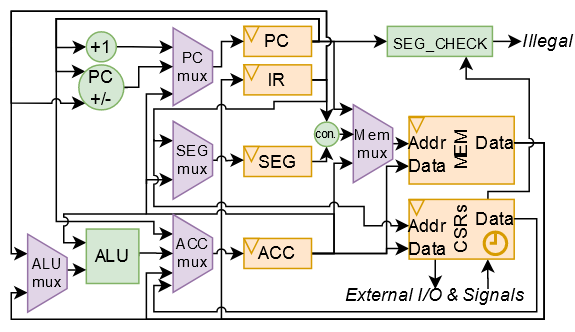 +1
PC
+/-
PC
mux
PC
IR
SEG_CHECK
Illegal
con.
SEG
mux
SEG
Mem
mux
Addr
Data
MEM
Data
ALU
mux
ALU
ACC
mux
ACC
Addr
Data
CSRs
Data
External I/O & Signals